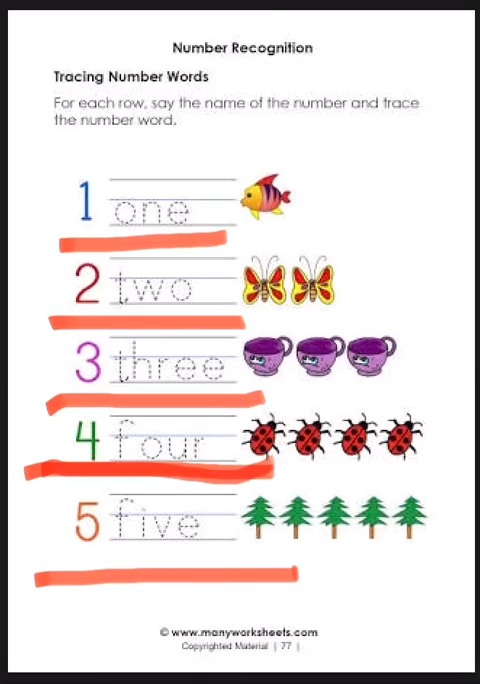 Number Recognition
Tracing Number Words
For each row, say the name of the number and trace
the number word.
1 one
2 two
3 three
4 four
5 five
© www.manyworksheets.com
Copyrighted Material | 77 |